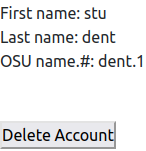 First name: stu
Last name: dent
OSU name.#: dent.1
Delete Account